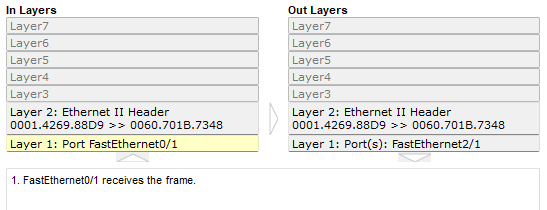 In Layers
Layer7
Layer6
Layer5
Layer4
Layer3
Layer 2: Ethernet II Header
0001.4269.88D9 >> 0060.701B.7348
Layer 1: Port FastEthernet0/1
Out Layers
Layer7
Layer6
Layer5
Layer4
Layer3
Layer 2: Ethernet II Header
0001.4269.88D9 >> 0060.701B.7348
Layer 1: Port(s): FastEthernet2/1
1. FastEthernet0/1 receives the frame.